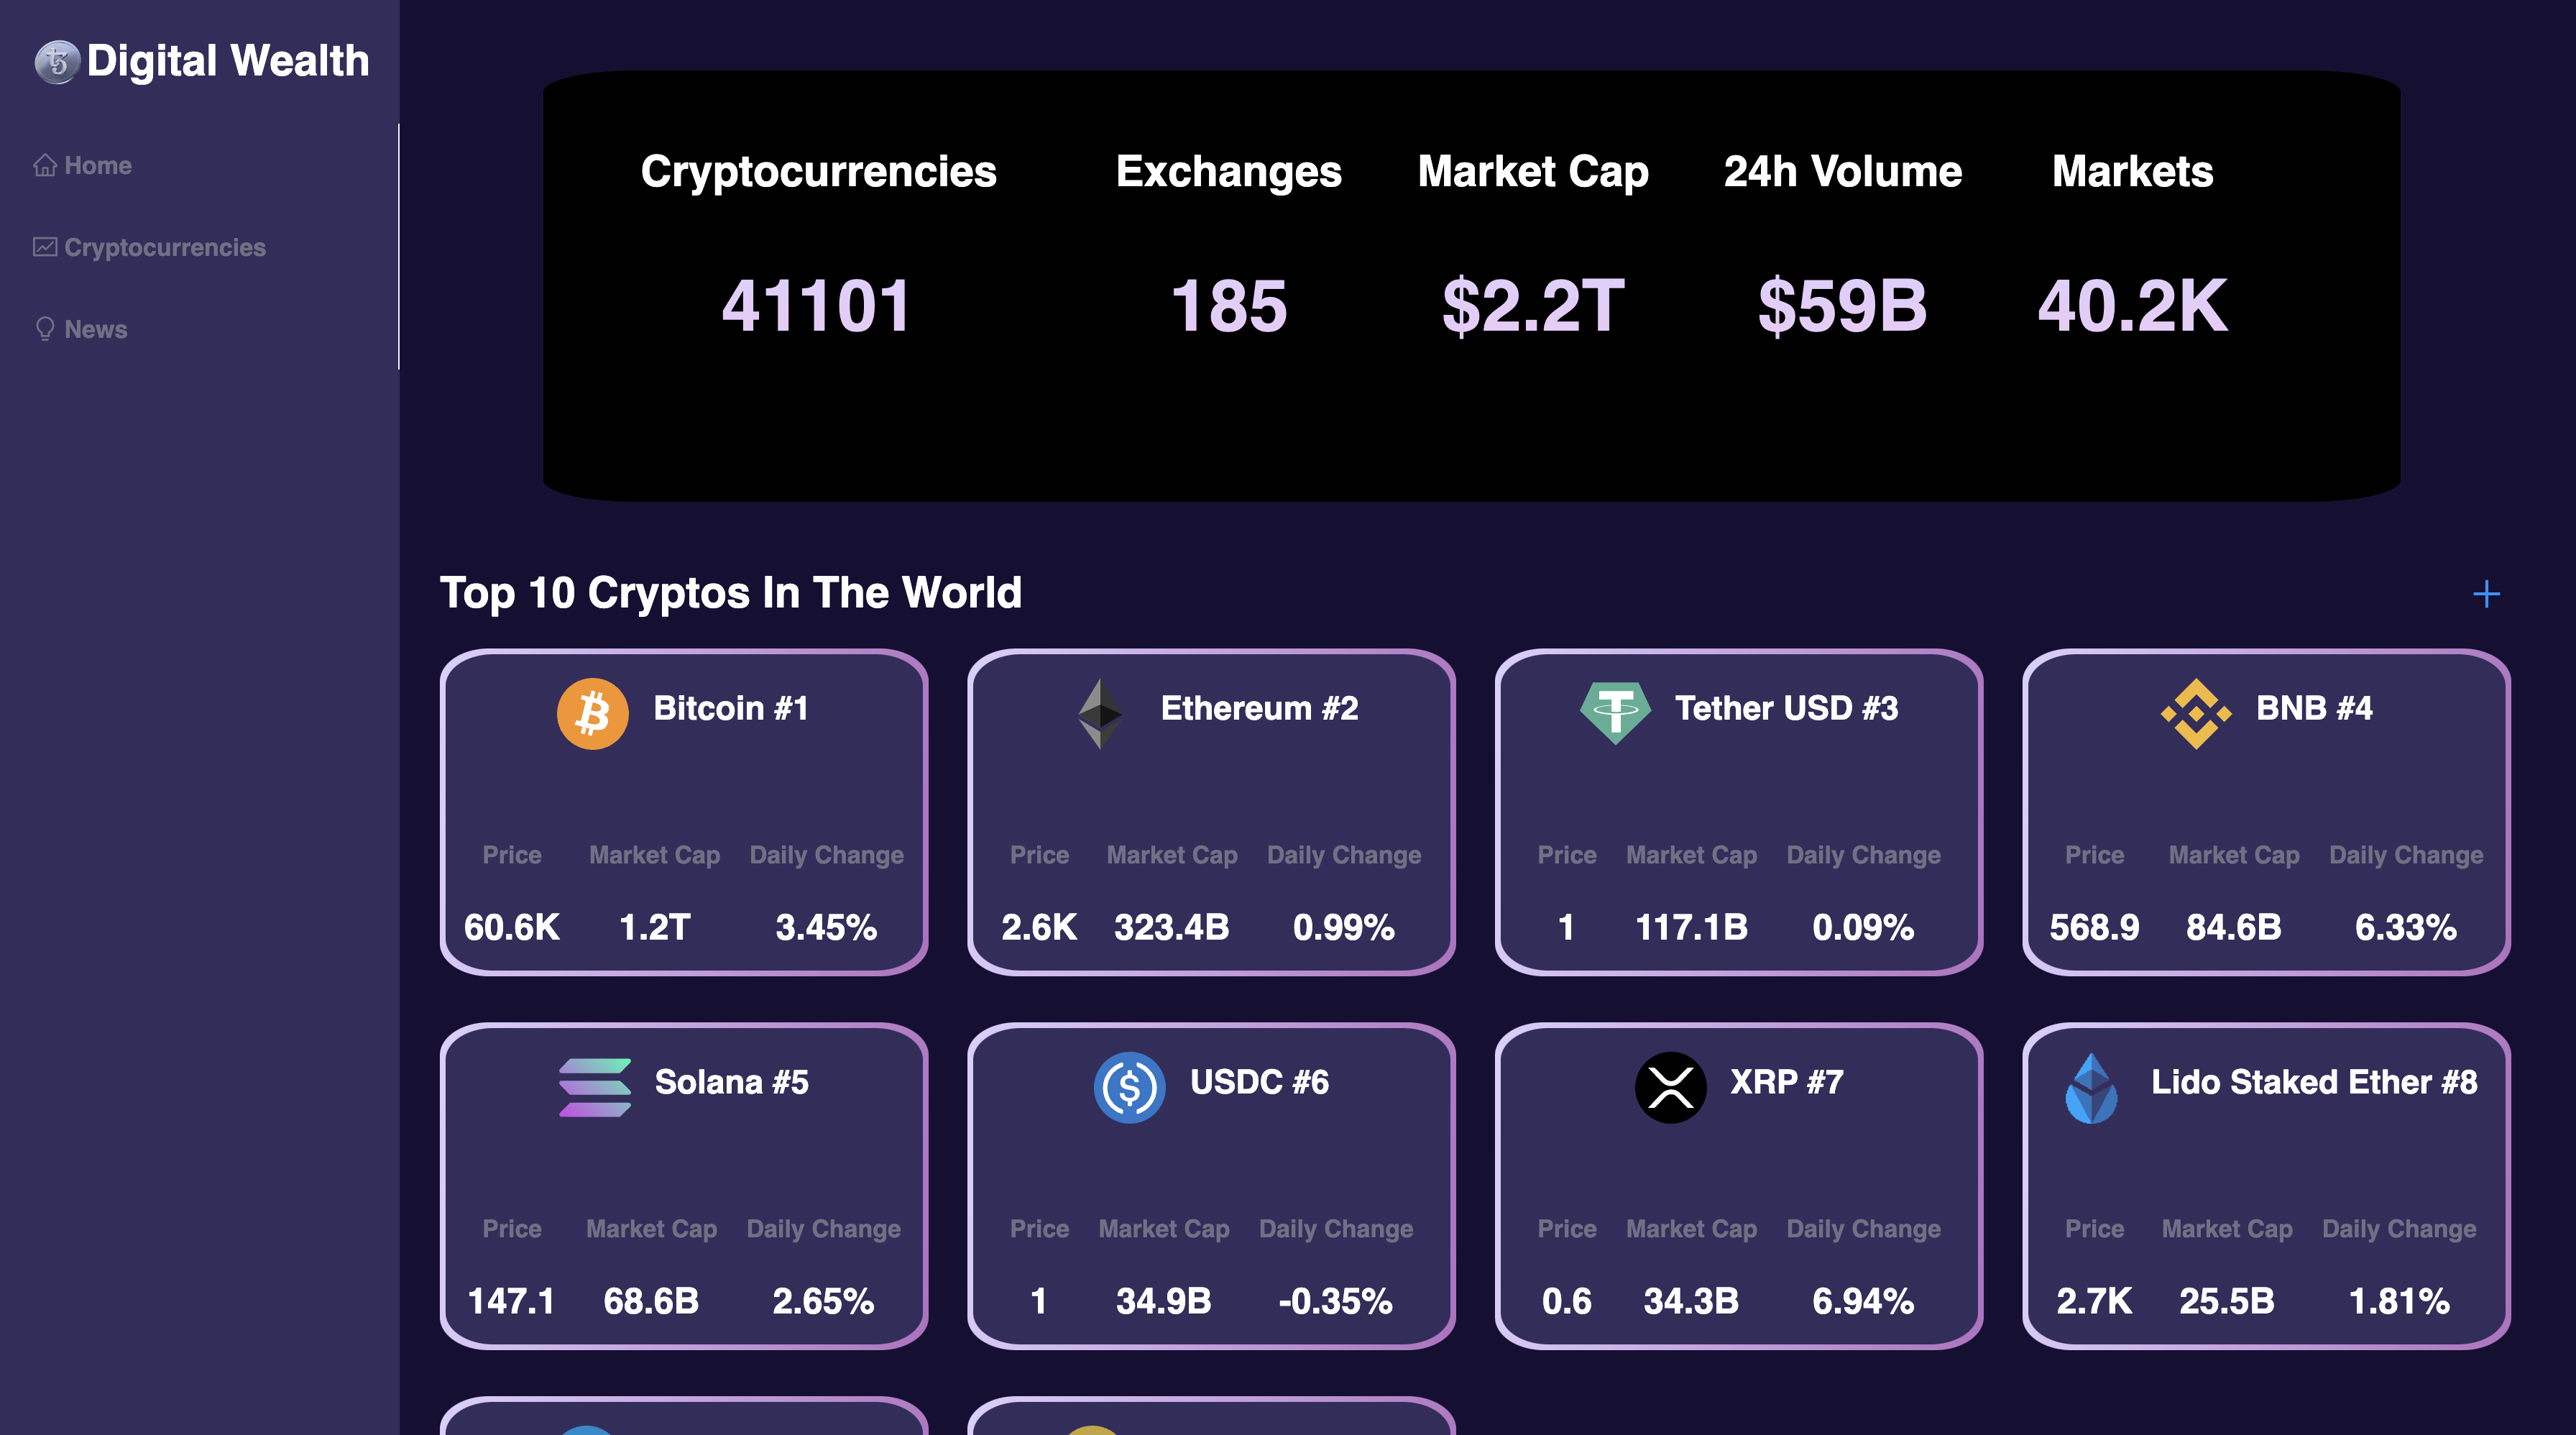 Digital Wealth
Home
Cryptocurrencies
News
Cryptocurrencies Exchanges Market Cap 24h Volume Markets
41101 185 $2.2T $59B 40.2K
Top 10 Cryptos In The World
Bitcoin #1
Price Market Cap Daily Change
60.6K 1.2T 3.45%
Ethereum #2
Price Market Cap Daily Change
2.6K 323.4B 0.99%
Tether USD #3
Price Market Cap Daily Change
1 117.1B 0.09%
BNB #4
Price Market Cap Daily Change
568.9 84.6B 6.33%
Solana #5
Price Market Cap Daily Change
147.1 68.6B 2.65%
USDC #6
Price Market Cap Daily Change
1 34.9B -0.35%
XRP #7
Price Market Cap Daily Change
0.6 34.3B 6.94%
Lido Staked Ether #8
Price Market Cap Daily Change
2.7K 25.5B 1.81%